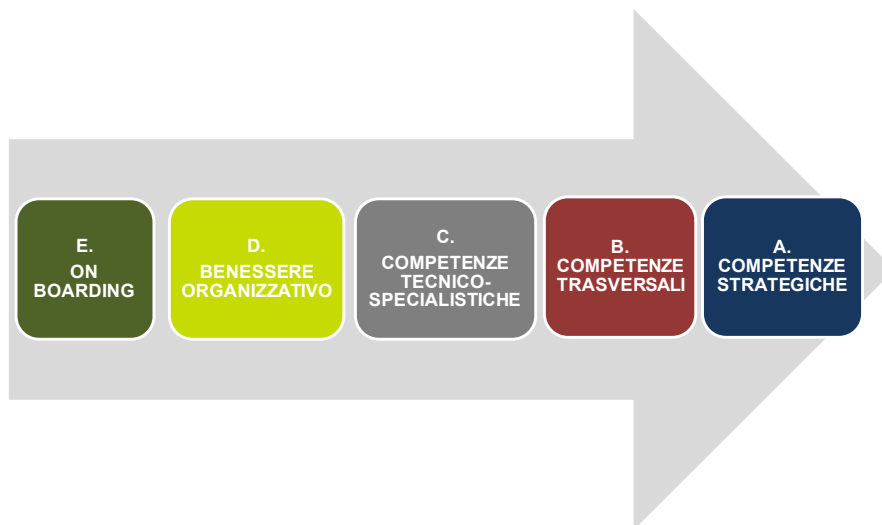 E.
ON
BOARDING
D.
BENESSERE
ORGANIZZATIVO
C.
COMPETENZE
TECNICO-
SPECIALISTICHE
B.
COMPETENZE
TRASVERSALI
A.
COMPETENZE
STRATEGICHE